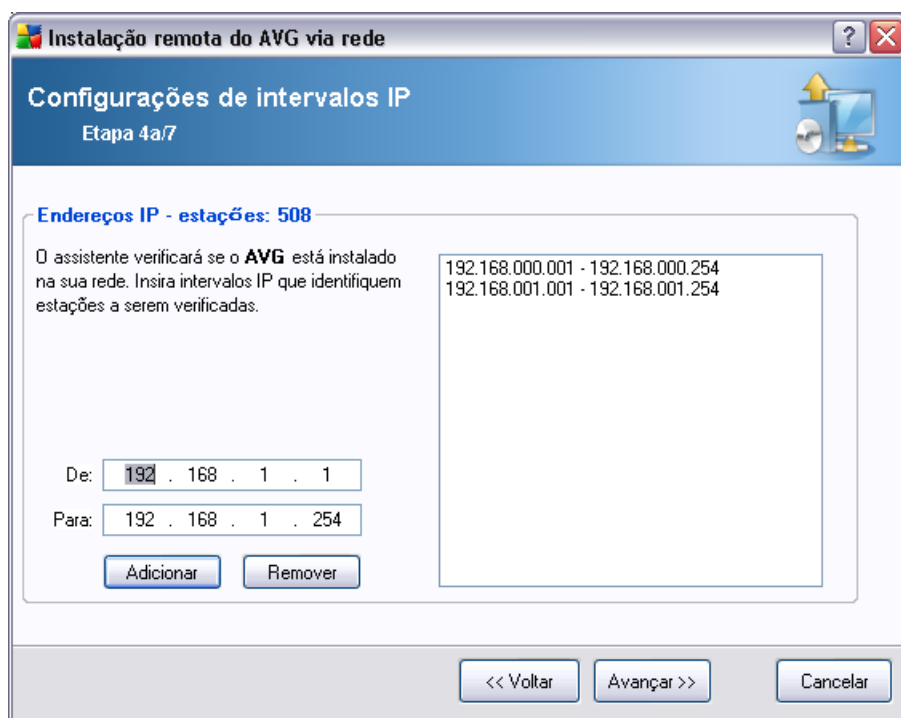 Instalação remota do AVG via rede
Configurações de intervalos IP
Etapa 4a/7
Endereços IP - estações: 508
O assistente verificará se o AVG está instalado
na sua rede. Insira intervalos IP que identifiquem
estações a serem verificadas.
192.168.000.001 - 192.168.000.254
192.168.001.001 - 192.168.001.254
De: 192 . 168 . 1 . 1
Para: 192 . 168 . 1 . 254
Adicionar Remover
<< Voltar Avançar >> Cancelar